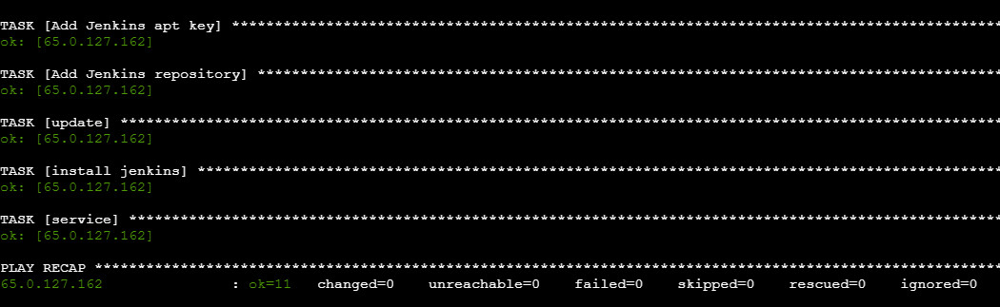 TASK [Add Jenkins apt key] ******************************************************************************************
ok: [65.0.127.162]
TASK [Add Jenkins repository] ***************************************************************************************
ok: [65.0.127.162]
TASK [update] *******************************************************************************************************
ok: [65.0.127.162]
TASK [install jenkins] **********************************************************************************************
ok: [65.0.127.162]
TASK [service] ******************************************************************************************************
ok: [65.0.127.162]
PLAY RECAP **********************************************************************************************************
65.0.127.162 : ok=11 changed=0 unreachable=0 failed=0 skipped=0 rescued=0 ignored=0